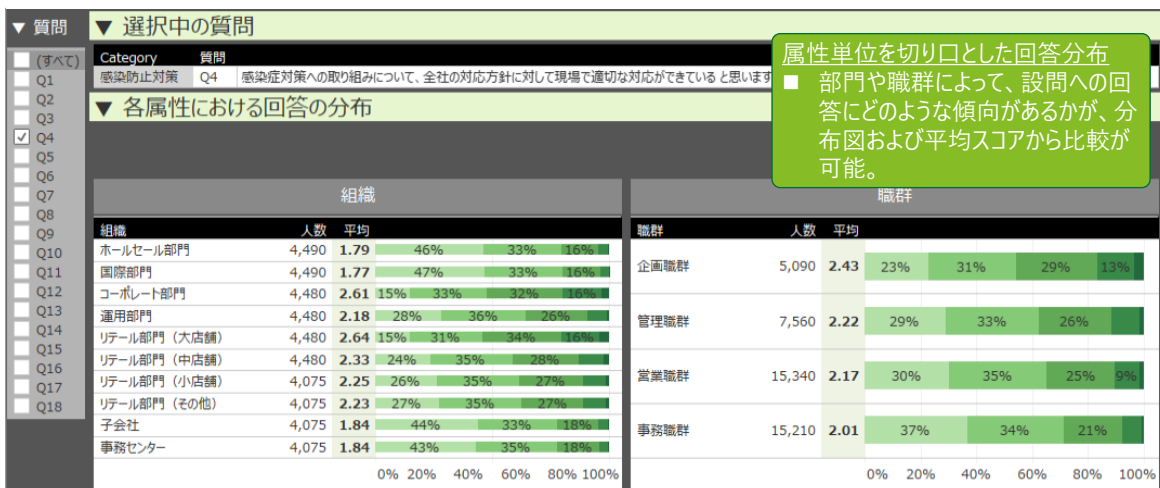 ▼ 質問
(すべて)
Q1
Q2
Q3
Q4
Q5
Q6
Q7
Q8
Q9
Q10
Q11
Q12
Q13
Q14
Q15
Q16
Q17
Q18
▼ 選択中の質問
Category 質問
感染防止対策 Q4 感染症対策への取り組みについて、全社の対応方針に対して現場で適切な対応ができていると思います
▼ 各属性における回答の分布
属性単位を切り口とした回答分布
■ 部門や職群によって、設問への回
答にどのような傾向があるかが、分
布図および平均スコアから比較が
可能。
組織
組織 人数 平均
ホールセール部門 4,490 1.79 46% 33% 16%
国際部門 4,490 1.77 47% 33% 16%
コーポレート部門 4,480 2.61 15% 33% 32% 16%
運用部門 4,480 2.18 28% 36% 26%
リテール部門（大店舗） 4,480 2.64 15% 31% 34% 16%
リテール部門（中店舗） 4,480 2.33 24% 35% 28%
リテール部門（小店舗） 4,075 2.25 26% 35% 27%
リテール部門（その他） 4,075 2.23 27% 35% 27%
子会社 4,075 1.84 44% 33% 18%
事務センター 4,075 1.84 43% 35% 18%
0% 20% 40% 60% 80% 100%
職群
職群 人数 平均
企画職群 5,090 2.43 23% 31% 29% 13%
管理職群 7,560 2.22 29% 33% 26%
営業職群 15,340 2.17 30% 35% 25% 9%
事務職群 15,210 2.01 37% 34% 21%
0% 20% 40% 60% 80% 100%